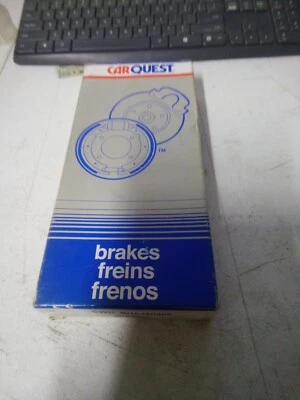 CARQUEST
TM
brakes
freins
frenos